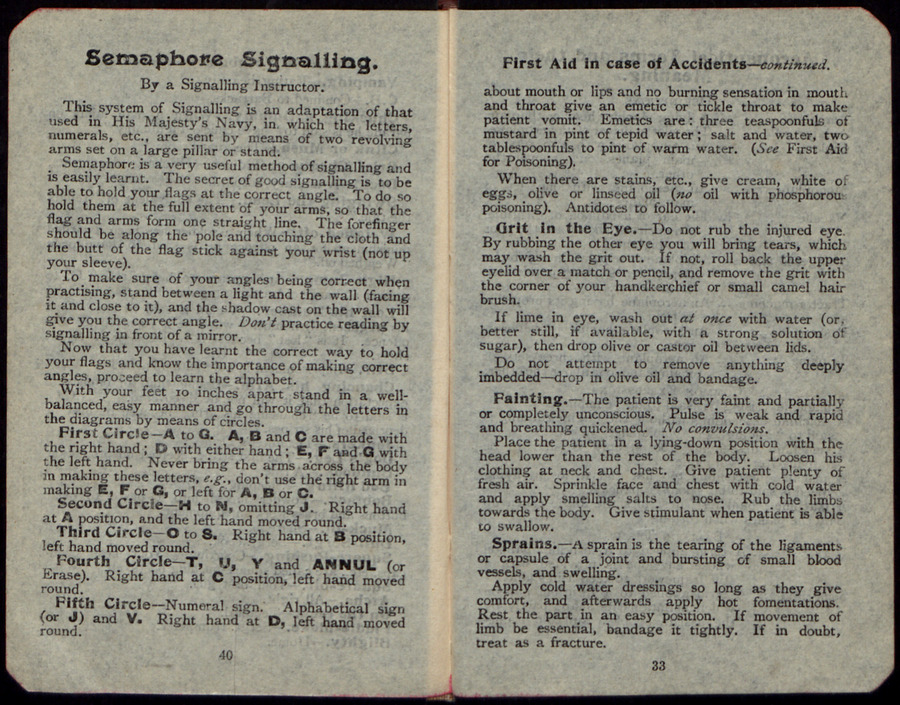 Semaphore Signalling.
By a Signalling Instructor.
This system of Signalling is an adaptation of that
used in His Majesty's Navy, in which the letters,
numerals, etc., are sent by means of two revolving
arms set on a large pillar or stand.
Semaphore is a very useful method of signalling and
is easily learnt. The secret of good signalling is to be
able to hold your flags at the correct angle. To do so
hold them at the full extent of your arms, so that the
flag and arms form one straight line. The forefinger
should be along the pole and touching the cloth and
the butt of the flag stick against your wrist (not up
your sleeve).
To make sure of your angles being correct when
practising, stand between a light and the wall (facing
it and close to it), and the shadow cast on the wall will
give you the correct angle. Don't practice reading by
signalling in front of a mirror.
Now that you have learnt the correct way to hold
your flags and know the importance of making correct
angles, proceed to learn the alphabet.
With your feet 10 inches apart stand in a well-
balanced, easy manner and go through the letters in
the diagrams by means of circles.
First Circle—A to G. A, B and C are made with
the right hand; D with either hand; E, F and G with
the left hand. Never bring the arms across the body
in making these letters, e.g., don't use the right arm in
making E, F or G, or left for A, B or C.
Second Circle—H to N, omitting J. Right hand
at A position, and the left hand moved round.
Third Circle—O to S. Right hand at B position,
left hand moved round.
Fourth Circle—T, U, Y and ANNUL (or
Erase). Right hand at C position, left hand moved
round.
Fifth Circle—Numeral sign. Alphabetical sign
(or J) and V. Right hand at D, left hand moved
round.
40
First Aid in case of Accidents—continued.
about mouth or lips and no burning sensation in mouth
and throat give an emetic or tickle throat to make
patient vomit. Emetics are: three teaspoonfuls of
mustard in pint of tepid water; salt and water, two
tablespoonfuls to pint of warm water. (See First Aid
for Poisoning).
When there are stains, etc., give cream, white of
eggs, olive or linseed oil (no oil with phosphorous
poisoning). Antidotes to follow.
Grit in the Eye.—Do not rub the injured eye.
By rubbing the other eye you will bring tears, which
may wash the grit out. If not, roll back the upper
eyelid over a match or pencil, and remove the grit with
the corner of your handkerchief or small camel hair
brush.
If lime in eye, wash out at once with water (or,
better still, if available, with a strong solution of
sugar), then drop olive or castor oil between lids.
Do not attempt to remove anything deeply
imbedded—drop in olive oil and bandage.
Fainting.—The patient is very faint and partially
or completely unconscious. Pulse is weak and rapid
and breathing quickened. No convulsions.
Place the patient in a lying-down position with the
head lower than the rest of the body. Loosen his
clothing at neck and chest. Give patient plenty of
fresh air. Sprinkle face and chest with cold water
and apply smelling salts to nose. Rub the limbs
towards the body. Give stimulant when patient is able
to swallow.
Sprains.—A sprain is the tearing of the ligaments
or capsule of a joint and bursting of small blood
vessels, and swelling.
Apply cold water dressings so long as they give
comfort, and afterwards apply hot fomentations.
Rest the part in an easy position. If movement of
limb be essential, bandage it tightly. If in doubt,
treat as a fracture.
33